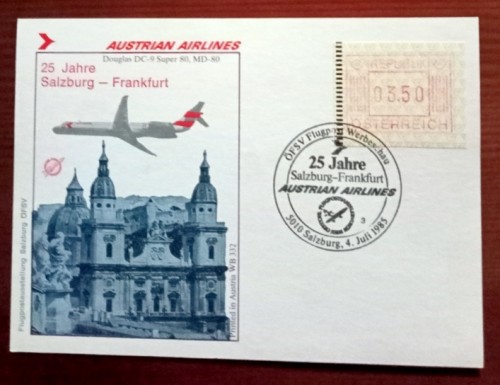 AUSTRIAN AIRLINES
Douglas DC-9 Super 80, MD-80
25 Jahre
Salzburg – Frankfurt
Flugpostausstellung Salzburg ÖFSV
Printed in Austria WB 332
03.50
ÖSTERREICH
ÖFSV Flugpost Werbeschau
25 Jahre
Salzburg–Frankfurt
AUSTRIAN AIRLINES
3
5010 Salzburg, 4. Juli 1985